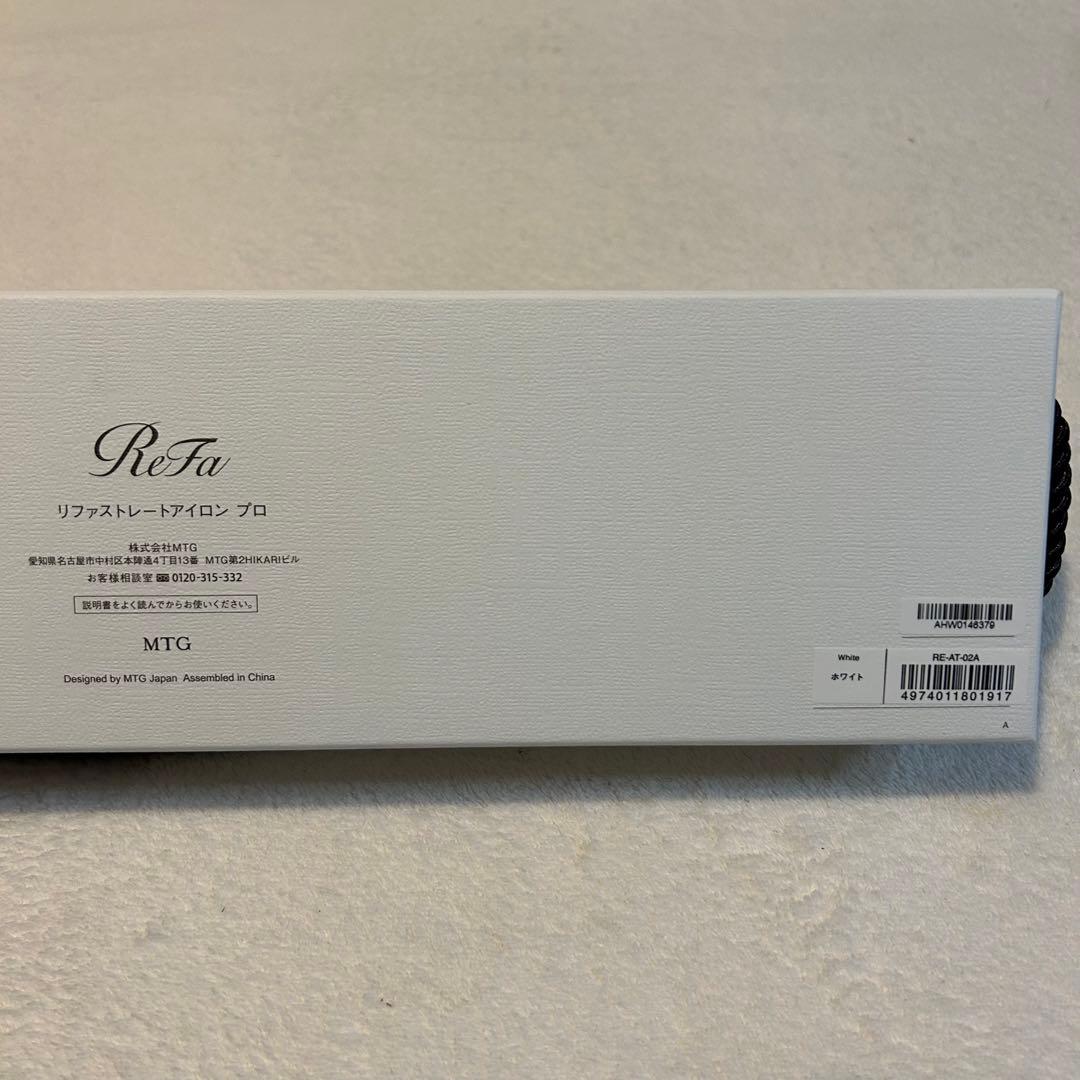 ReFa
リファストレートアイロン プロ
株式会社MTG
愛知県名古屋市中村区本陣通4丁目13番 MTG第2HIKARIビル
お客様相談室 0120-315-332
説明書をよく読んでからお使いください。
MTG
Designed by MTG Japan Assembled in China
AHW0146379
White
ホワイト
RE-AT-02A
4974011801917
A